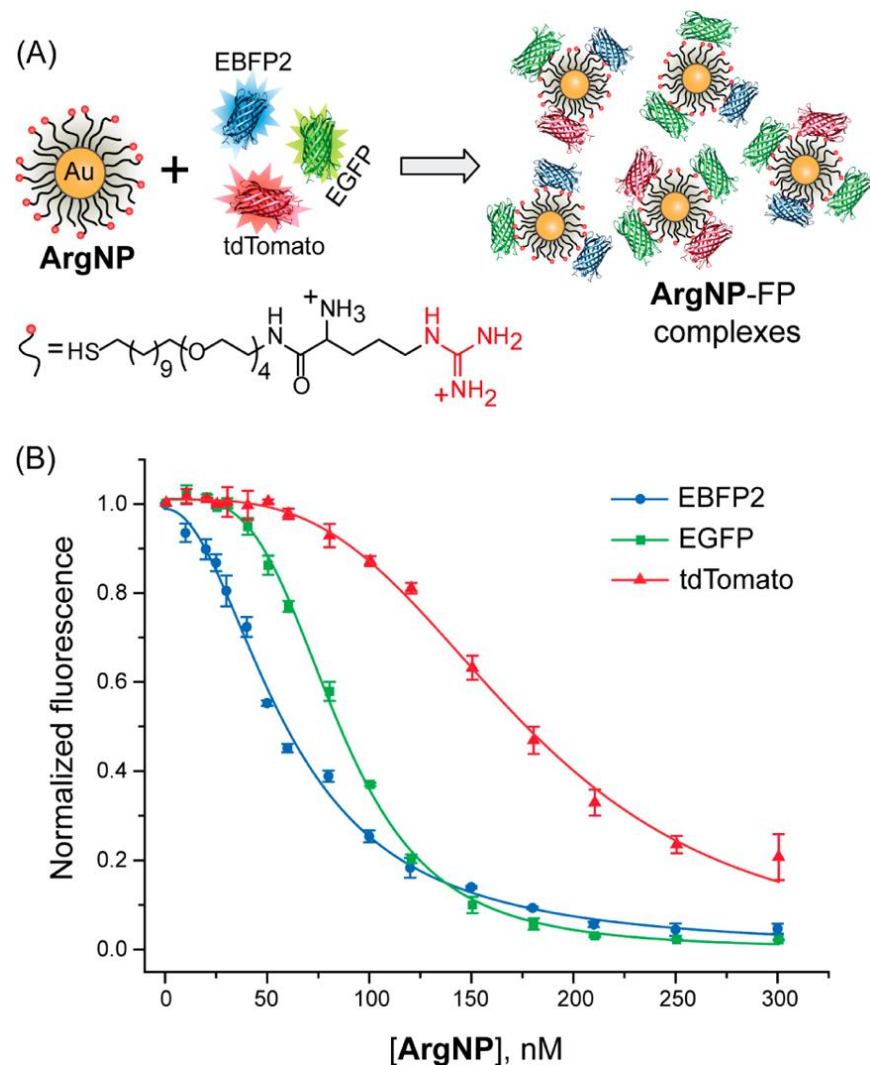 (A)
EBFP2
Au
+
EGFP
tdTomato
ArgNP
ArgNP-FP
complexes
=HS
9
O
4
H
N
O
+
NH3
H
N
NH2
+NH2
(B)
1.0
0.8
0.6
0.4
0.2
0.0
Normalized fluorescence
EBFP2
EGFP
tdTomato
0 50 100 150 200 250 300
[ArgNP], nM